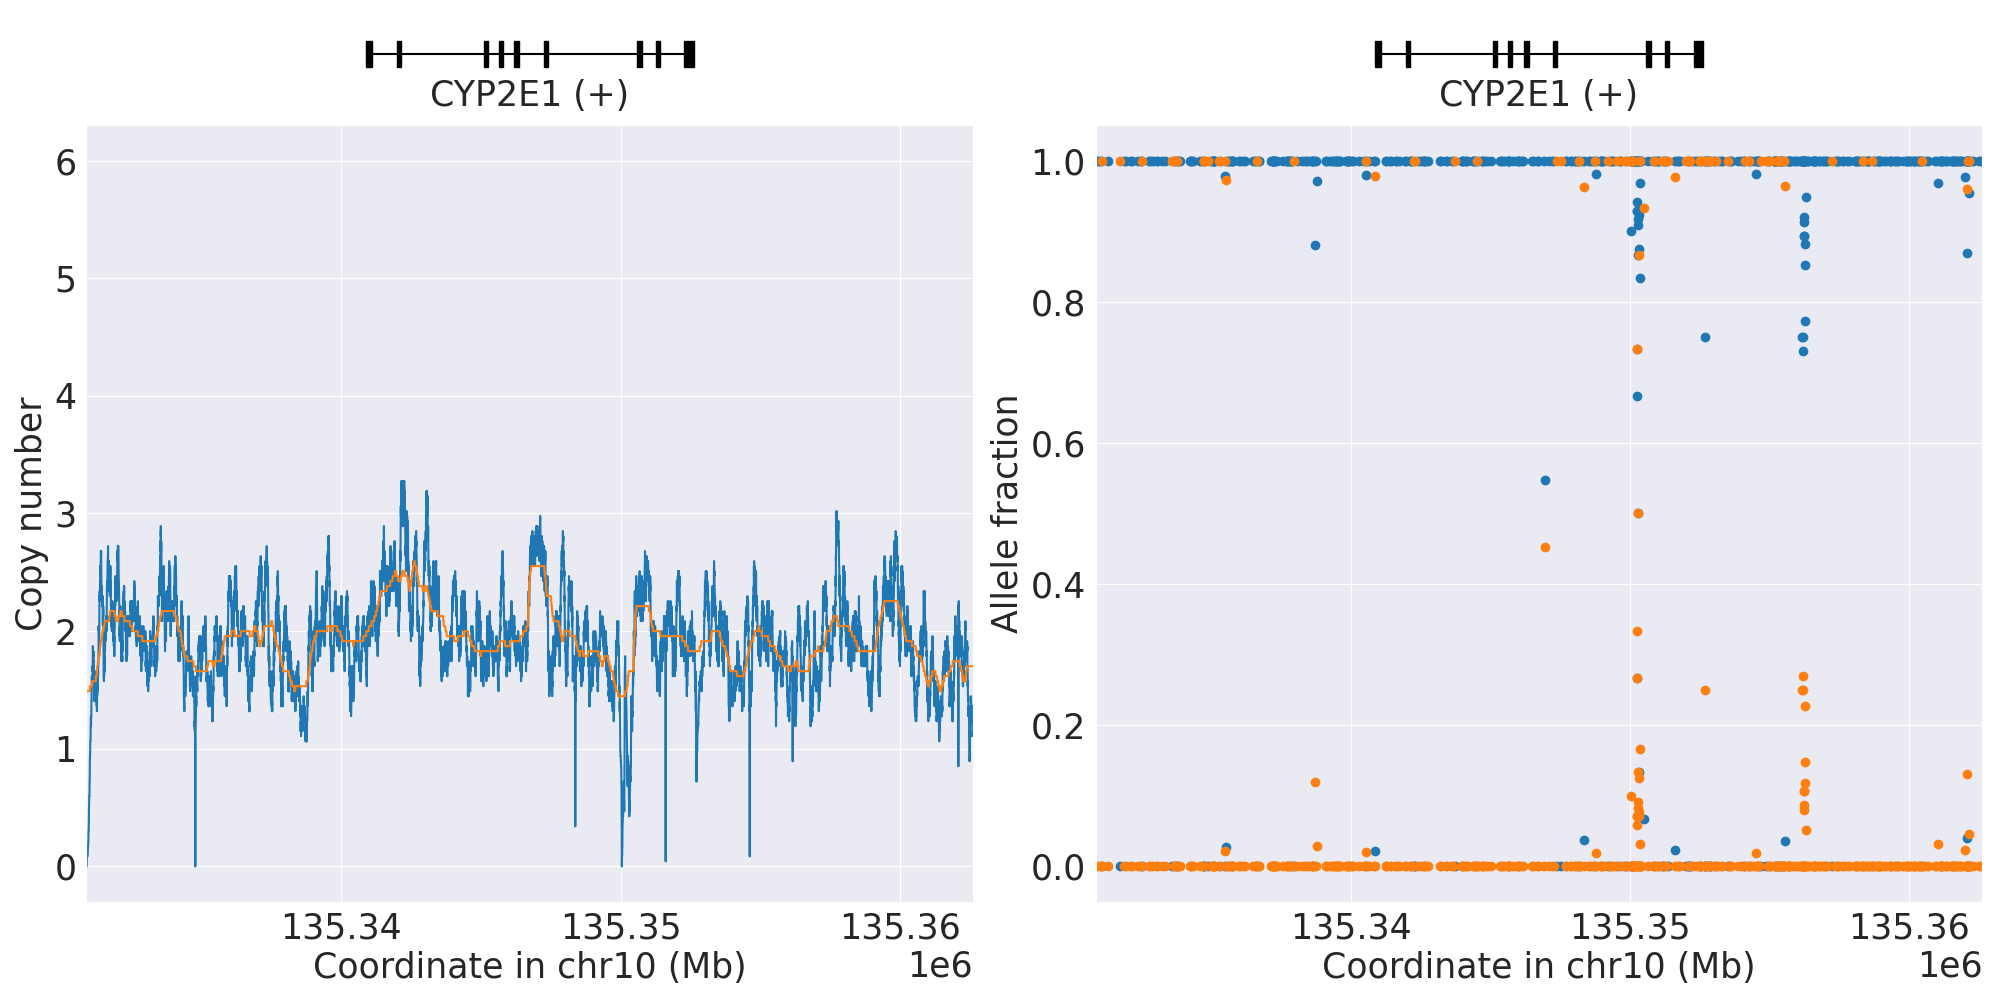 CYP2E1 (+)
6
5
4
3
2
1
0
Copy number
135.34
135.35
135.36
Coordinate in chr10 (Mb)
1e6
CYP2E1 (+)
1.0
0.8
0.6
0.4
0.2
0.0
Allele fraction
135.34
135.35
135.36
Coordinate in chr10 (Mb)
1e6